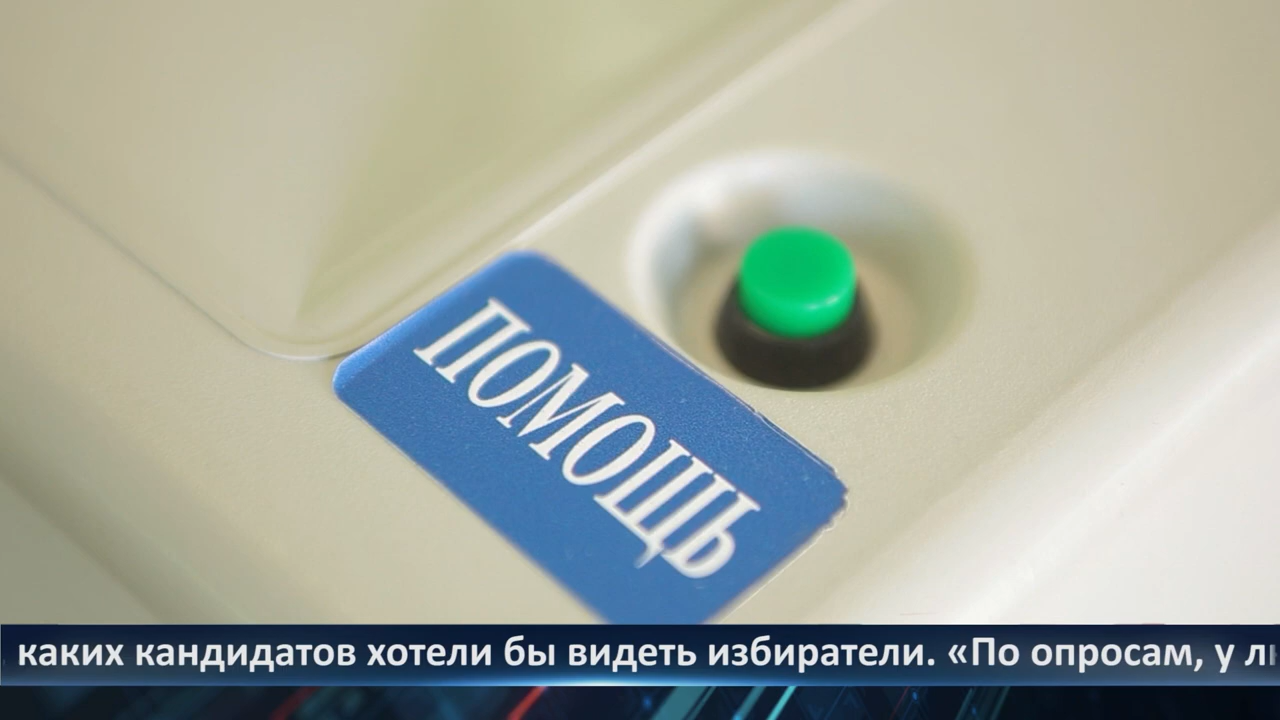 ПОМОЩЬ
каких кандидатов хотели бы видеть избиратели. «По опросам, у